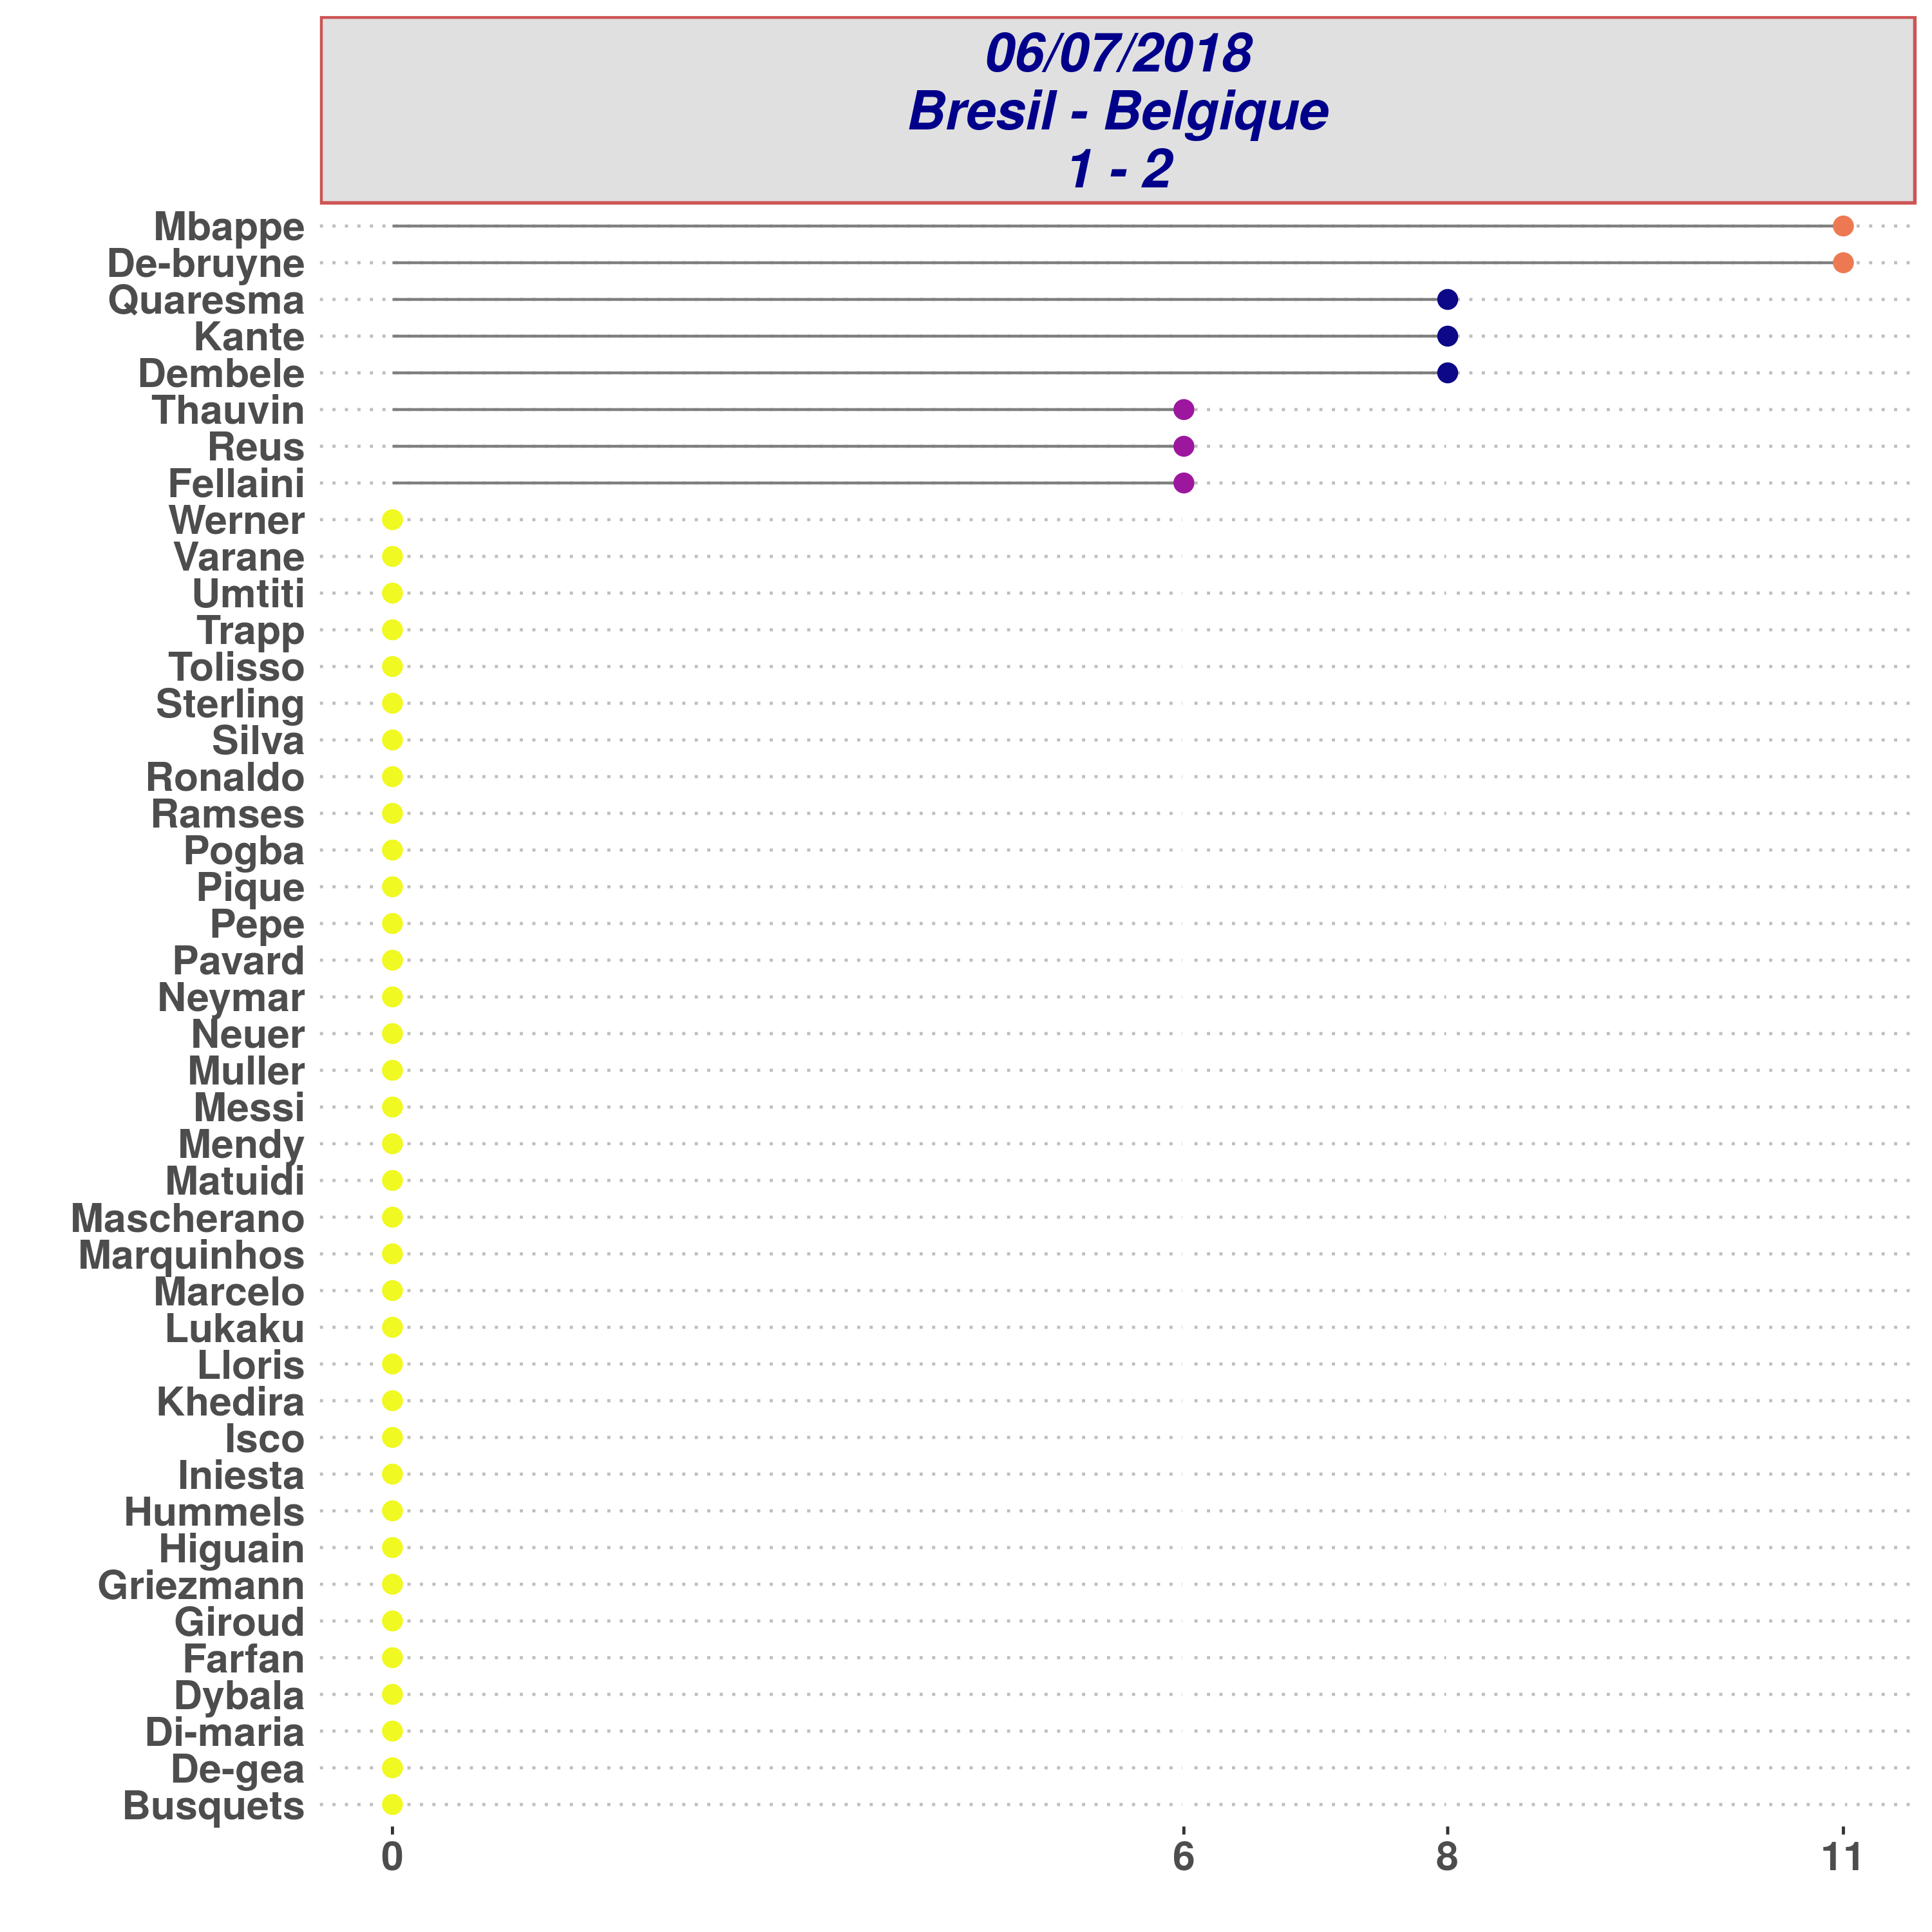 06/07/2018
Bresil - Belgique
1 - 2
Mbappe
De-bruyne
Quaresma
Kante
Dembele
Thauvin
Reus
Fellaini
Werner
Varane
Umtiti
Trapp
Tolisso
Sterling
Silva
Ronaldo
Ramses
Pogba
Pique
Pepe
Pavard
Neymar
Neuer
Muller
Messi
Mendy
Matuidi
Mascherano
Marquinhos
Marcelo
Lukaku
Lloris
Khedira
Isco
Iniesta
Hummels
Higuain
Griezmann
Giroud
Farfan
Dybala
Di-maria
De-gea
Busquets
0 6 8 11